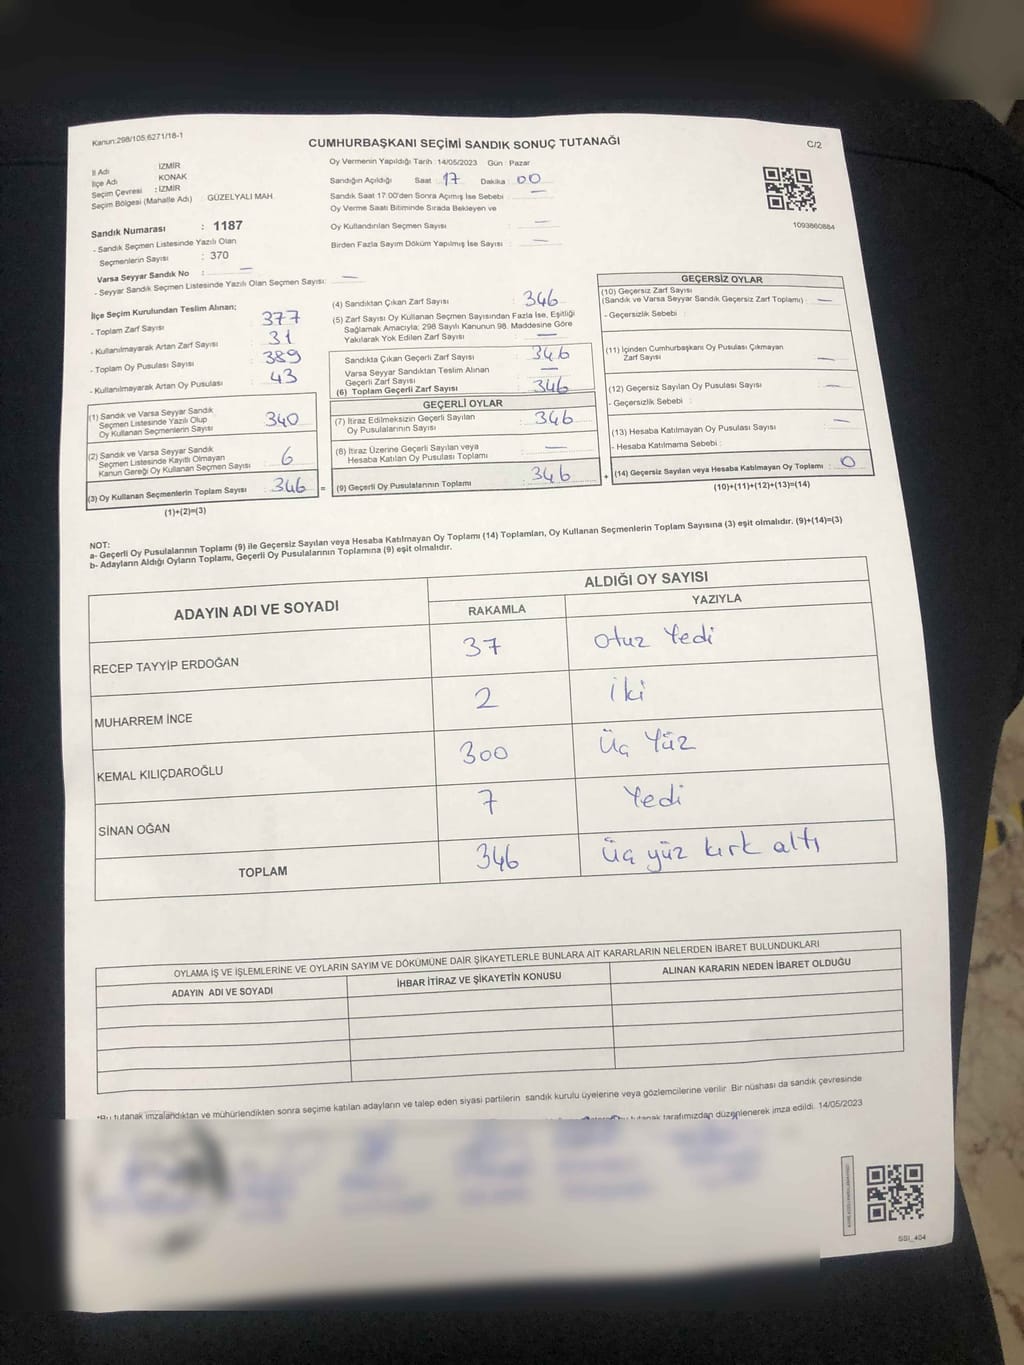 Kanun:298/105,6271/18-1
CUMHURBAŞKANI SEÇİMİ SANDIK SONUÇ TUTANAĞI
C/2
İl Adı İZMİR
İlçe Adı KONAK
Seçim Çevresi : İZMİR
Seçim Bölgesi (Mahalle Adı) : GÜZELYALI MAH.
Oy Vermenin Yapıldığı Tarih : 14/05/2023 Gün : Pazar
Sandığın Açıldığı Saat : 17 Dakika : 00
Sandık Saat 17:00'den Sonra Açılmış İse Sebebi : —
Oy Verme Saati Bitiminde Sırada Bekleyen ve
Oy Kullandırılan Seçmen Sayısı : —
Birden Fazla Sayım Döküm Yapılmış İse Sayısı : —
1093860884
Sandık Numarası : 1187
- Sandık Seçmen Listesinde Yazılı Olan
Seçmenlerin Sayısı : 370
Varsa Seyyar Sandık No : —
- Seyyar Sandık Seçmen Listesinde Yazılı Olan Seçmen Sayısı: —
İlçe Seçim Kurulundan Teslim Alınan;
- Toplam Zarf Sayısı : 377
- Kullanılmayarak Artan Zarf Sayısı : 31
- Toplam Oy Pusulası Sayısı : 389
- Kullanılmayarak Artan Oy Pusulası : 43
(1) Sandık ve Varsa Seyyar Sandık
Seçmen Listesinde Yazılı Olup
Oy Kullanan Seçmenlerin Sayısı : 340
(2) Sandık ve Varsa Seyyar Sandık
Seçmen Listesinde Kayıtlı Olmayan
Kanun Gereği Oy Kullanan Seçmen Sayısı : 6
(3) Oy Kullanan Seçmenlerin Toplam Sayısı : 346 =
(1)+(2)=(3)
(4) Sandıktan Çıkan Zarf Sayısı : 346
(5) Zarf Sayısı Oy Kullanan Seçmen Sayısından Fazla İse, Eşitliği
Sağlamak Amacıyla; 298 Sayılı Kanunun 98. Maddesine Göre
Yakılarak Yok Edilen Zarf Sayısı : —
Sandıkta Çıkan Geçerli Zarf Sayısı : 346
Varsa Seyyar Sandıktan Teslim Alınan
Geçerli Zarf Sayısı : —
(6) Toplam Geçerli Zarf Sayısı : 346
GEÇERLİ OYLAR
(7) İtiraz Edilmeksizin Geçerli Sayılan
Oy Pusulalarının Sayısı : 346
(8) İtiraz Üzerine Geçerli Sayılan veya
Hesaba Katılan Oy Pusulası Toplamı : —
(9) Geçerli Oy Pusulalarının Toplamı : 346 +
GEÇERSİZ OYLAR
(10) Geçersiz Zarf Sayısı
(Sandık ve Varsa Seyyar Sandık Geçersiz Zarf Toplamı) : —
- Geçersizlik Sebebi :
(11) İçinden Cumhurbaşkanı Oy Pusulası Çıkmayan
Zarf Sayısı : —
(12) Geçersiz Sayılan Oy Pusulası Sayısı : —
- Geçersizlik Sebebi :
(13) Hesaba Katılmayan Oy Pusulası Sayısı : —
- Hesaba Katılmama Sebebi :
(14) Geçersiz Sayılan veya Hesaba Katılmayan Oy Toplamı : 0
(10)+(11)+(12)+(13)=(14)
NOT:
a- Geçerli Oy Pusulalarının Toplamı (9) ile Geçersiz Sayılan veya Hesaba Katılmayan Oy Toplamı (14) Toplamları, Oy Kullanan Seçmenlerin Toplam Sayısına (3) eşit olmalıdır. (9)+(14)=(3)
b- Adayların Aldığı Oyların Toplamı, Geçerli Oy Pusulalarının Toplamına (9) eşit olmalıdır.
ADAYIN ADI VE SOYADI
ALDIĞI OY SAYISI
RAKAMLA YAZIYLA
RECEP TAYYİP ERDOĞAN 37 Otuz Yedi
MUHARREM İNCE 2 İki
KEMAL KILIÇDAROĞLU 300 Üç Yüz
SİNAN OĞAN 7 Yedi
TOPLAM 346 Üç yüz kırk altı
OYLAMA İŞ VE İŞLEMLERİNE VE OYLARIN SAYIM VE DÖKÜMÜNE DAİR ŞİKAYETLERLE BUNLARA AİT KARARLARIN NELERDEN İBARET BULUNDUKLARI
ADAYIN ADI VE SOYADI İHBAR İTİRAZ VE ŞİKAYETİN KONUSU ALINAN KARARIN NEDEN İBARET OLDUĞU
*Bu tutanak imzalandıktan ve mühürlendikten sonra seçime katılan adayların ve talep eden siyasi partilerin sandık kurulu üyelerine veya gözlemcilerine verilir Bir nüshası da sandık çevresinde
tutanak tarafımızdan düzenlenerek imza edildi. 14/05/2023
SSI_404